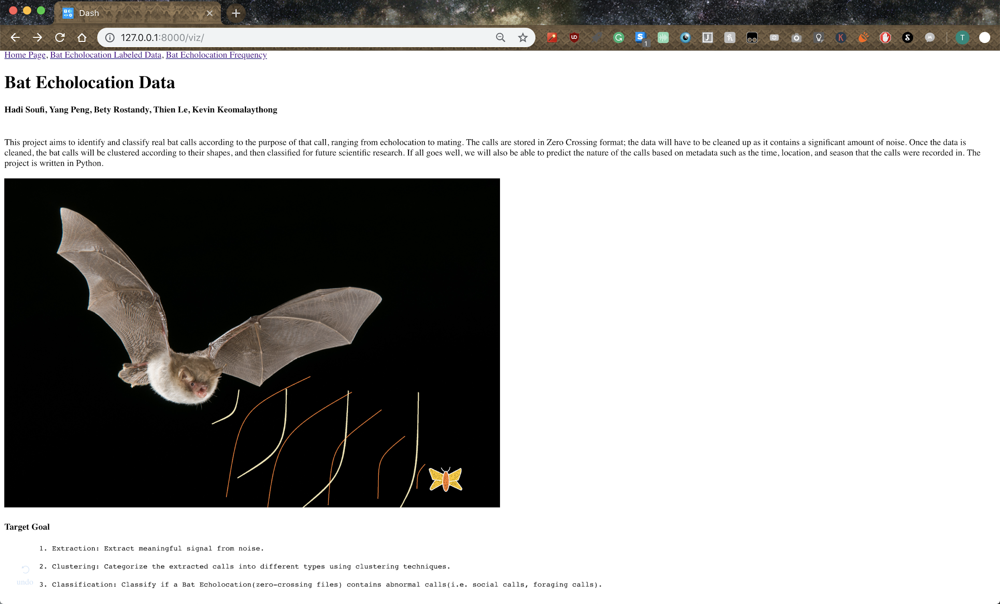 Dash
127.0.0.1:8000/viz/
1
T
Home Page, Bat Echolocation Labeled Data, Bat Echolocation Frequency
Bat Echolocation Data
Hadi Soufi, Yang Peng, Bety Rostandy, Thien Le, Kevin Keomalaythong
This project aims to identify and classify real bat calls according to the purpose of that call, ranging from echolocation to mating. The calls are stored in Zero Crossing format; the data will have to be cleaned up as it contains a significant amount of noise. Once the data is
cleaned, the bat calls will be clustered according to their shapes, and then classified for future scientific research. If all goes well, we will also be able to predict the nature of the calls based on metadata such as the time, location, and season that the calls were recorded in. The
project is written in Python.
Target Goal
1. Extraction: Extract meaningful signal from noise.
2. Clustering: Categorize the extracted calls into different types using clustering techniques.
undo
3. Classification: Classify if a Bat Echolocation(zero-crossing files) contains abnormal calls(i.e. social calls, foraging calls).